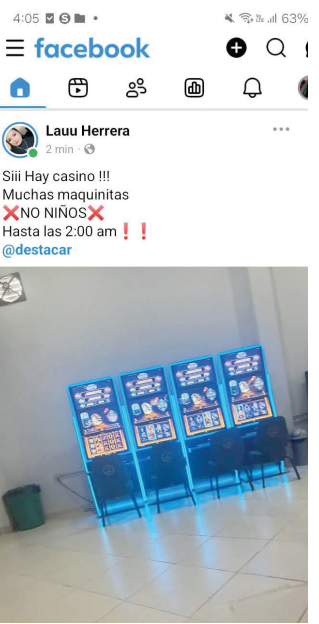 4:05
63%
facebook
Lauu Herrera
2 min
Siii Hay casino !!!
Muchas maquinitas
❌NO NIÑOS❌
Hasta las 2:00 am❗❗
@destacar